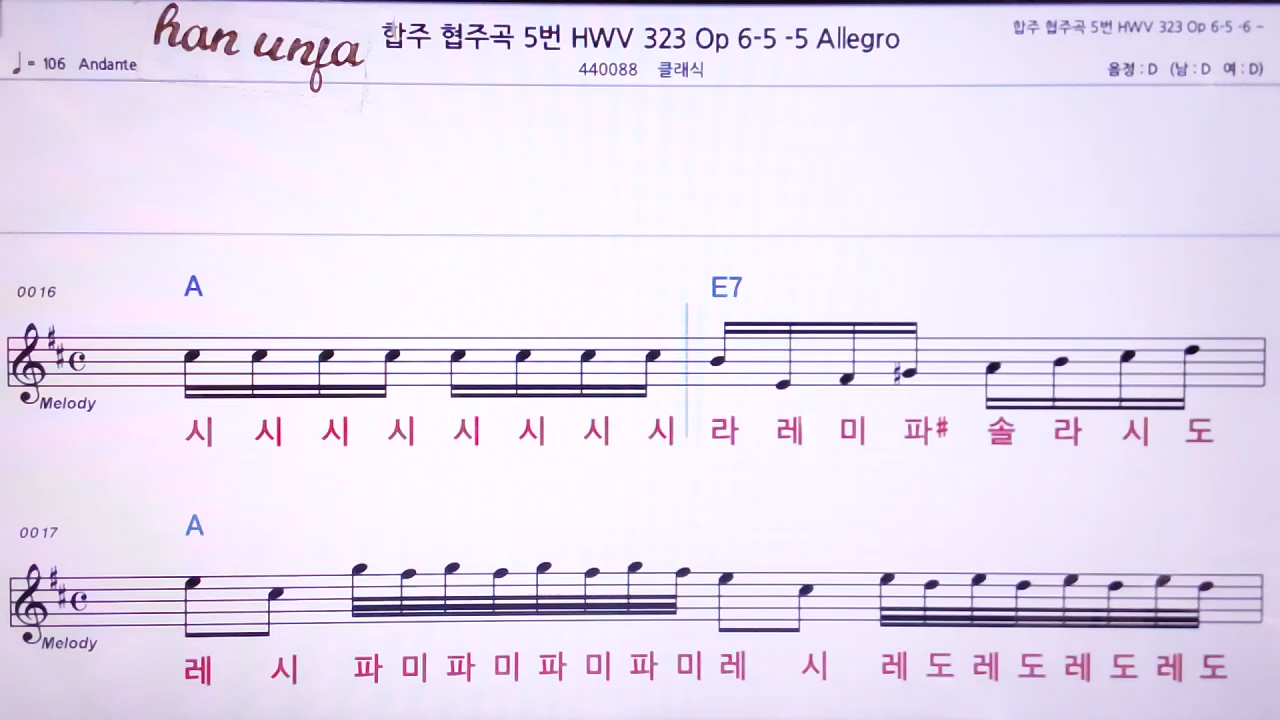 han unja
합주 협주곡 5번 HWV 323 Op 6-5 -5 Allegro
합주 협주곡 5번 HWV 323 Op 6-5 -6 -
♩= 106 Andante
440088 클래식
음정 : D (남 : D 여 : D)
0016
A E7
Melody
시 시 시 시 시 시 시 시 라 레 미 파# 솔 라 시 도
0017
A
Melody
레 시 파 미 파 미 파 미 파 미 레 시 레 도 레 도 레 도 레 도